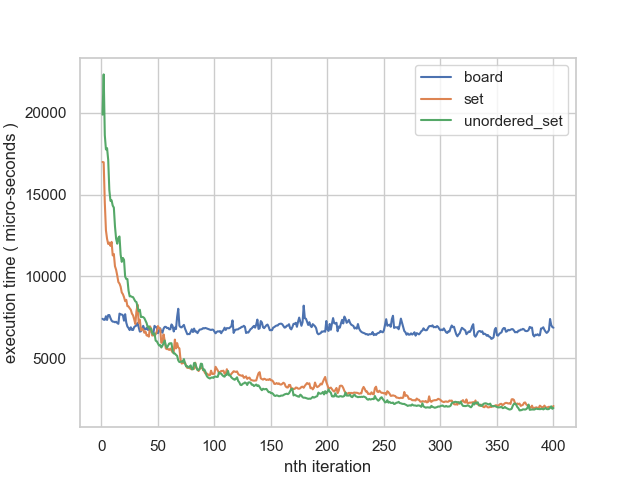 board
set
unordered_set
20000
15000
10000
5000
execution time ( micro-seconds )
0 50 100 150 200 250 300 350 400
nth iteration